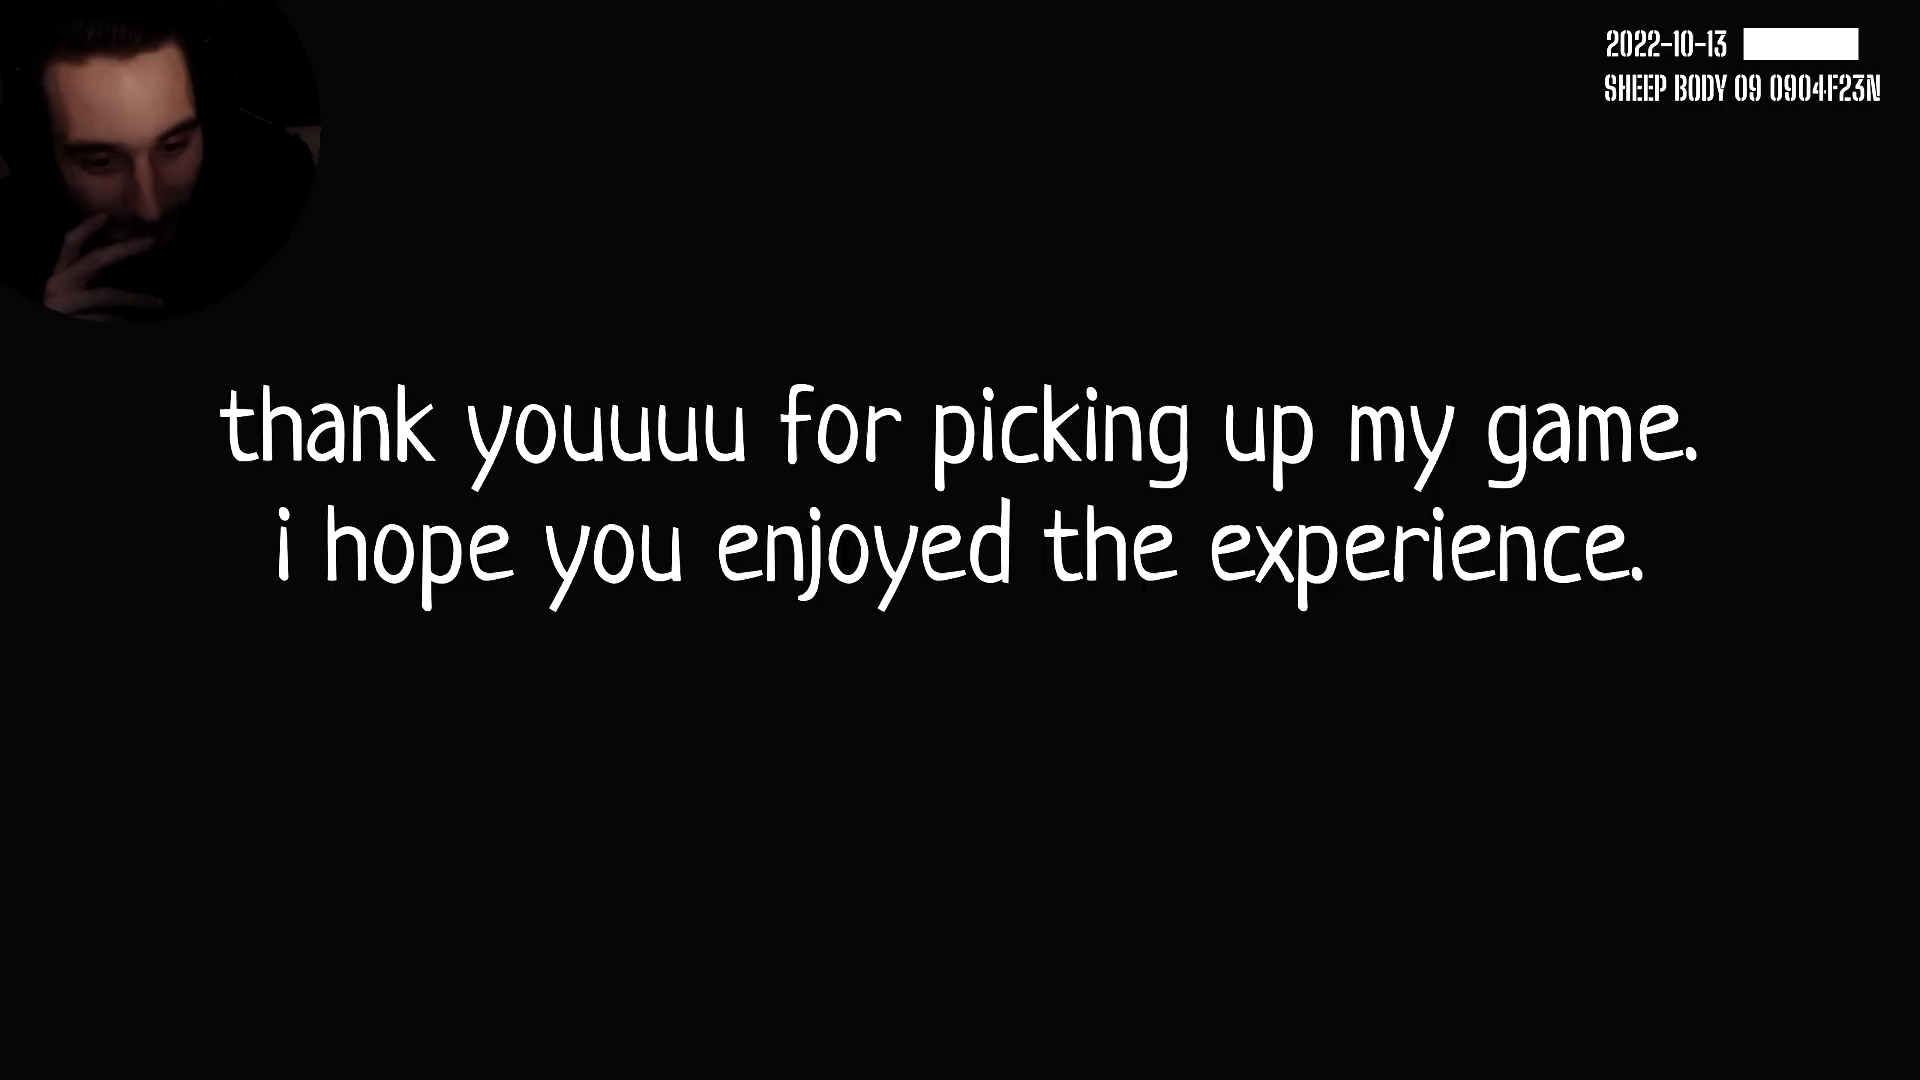 2022-10-13
SHEEP BODY 09 0904F23N
thank youuuu for picking up my game.
i hope you enjoyed the experience.